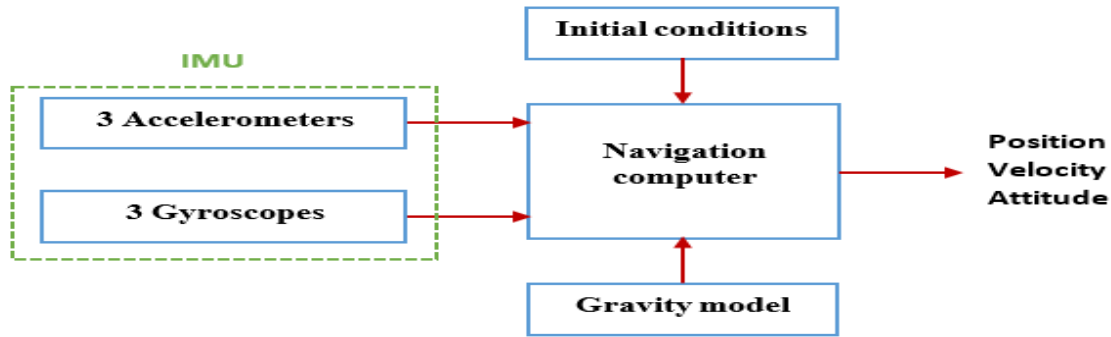 Initial conditions
IMU
3 Accelerometers
3 Gyroscopes
Navigation
computer
Position
Velocity
Attitude
Gravity model